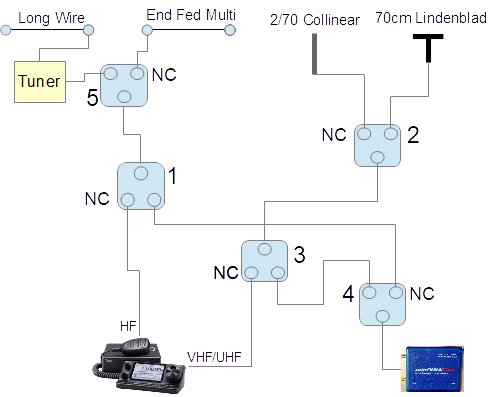 Long Wire
End Fed Multi
2/70 Collinear
70cm Lindenblad
Tuner
NC
5
NC
2
1
NC
3
NC
4
NC
HF
VHF/UHF